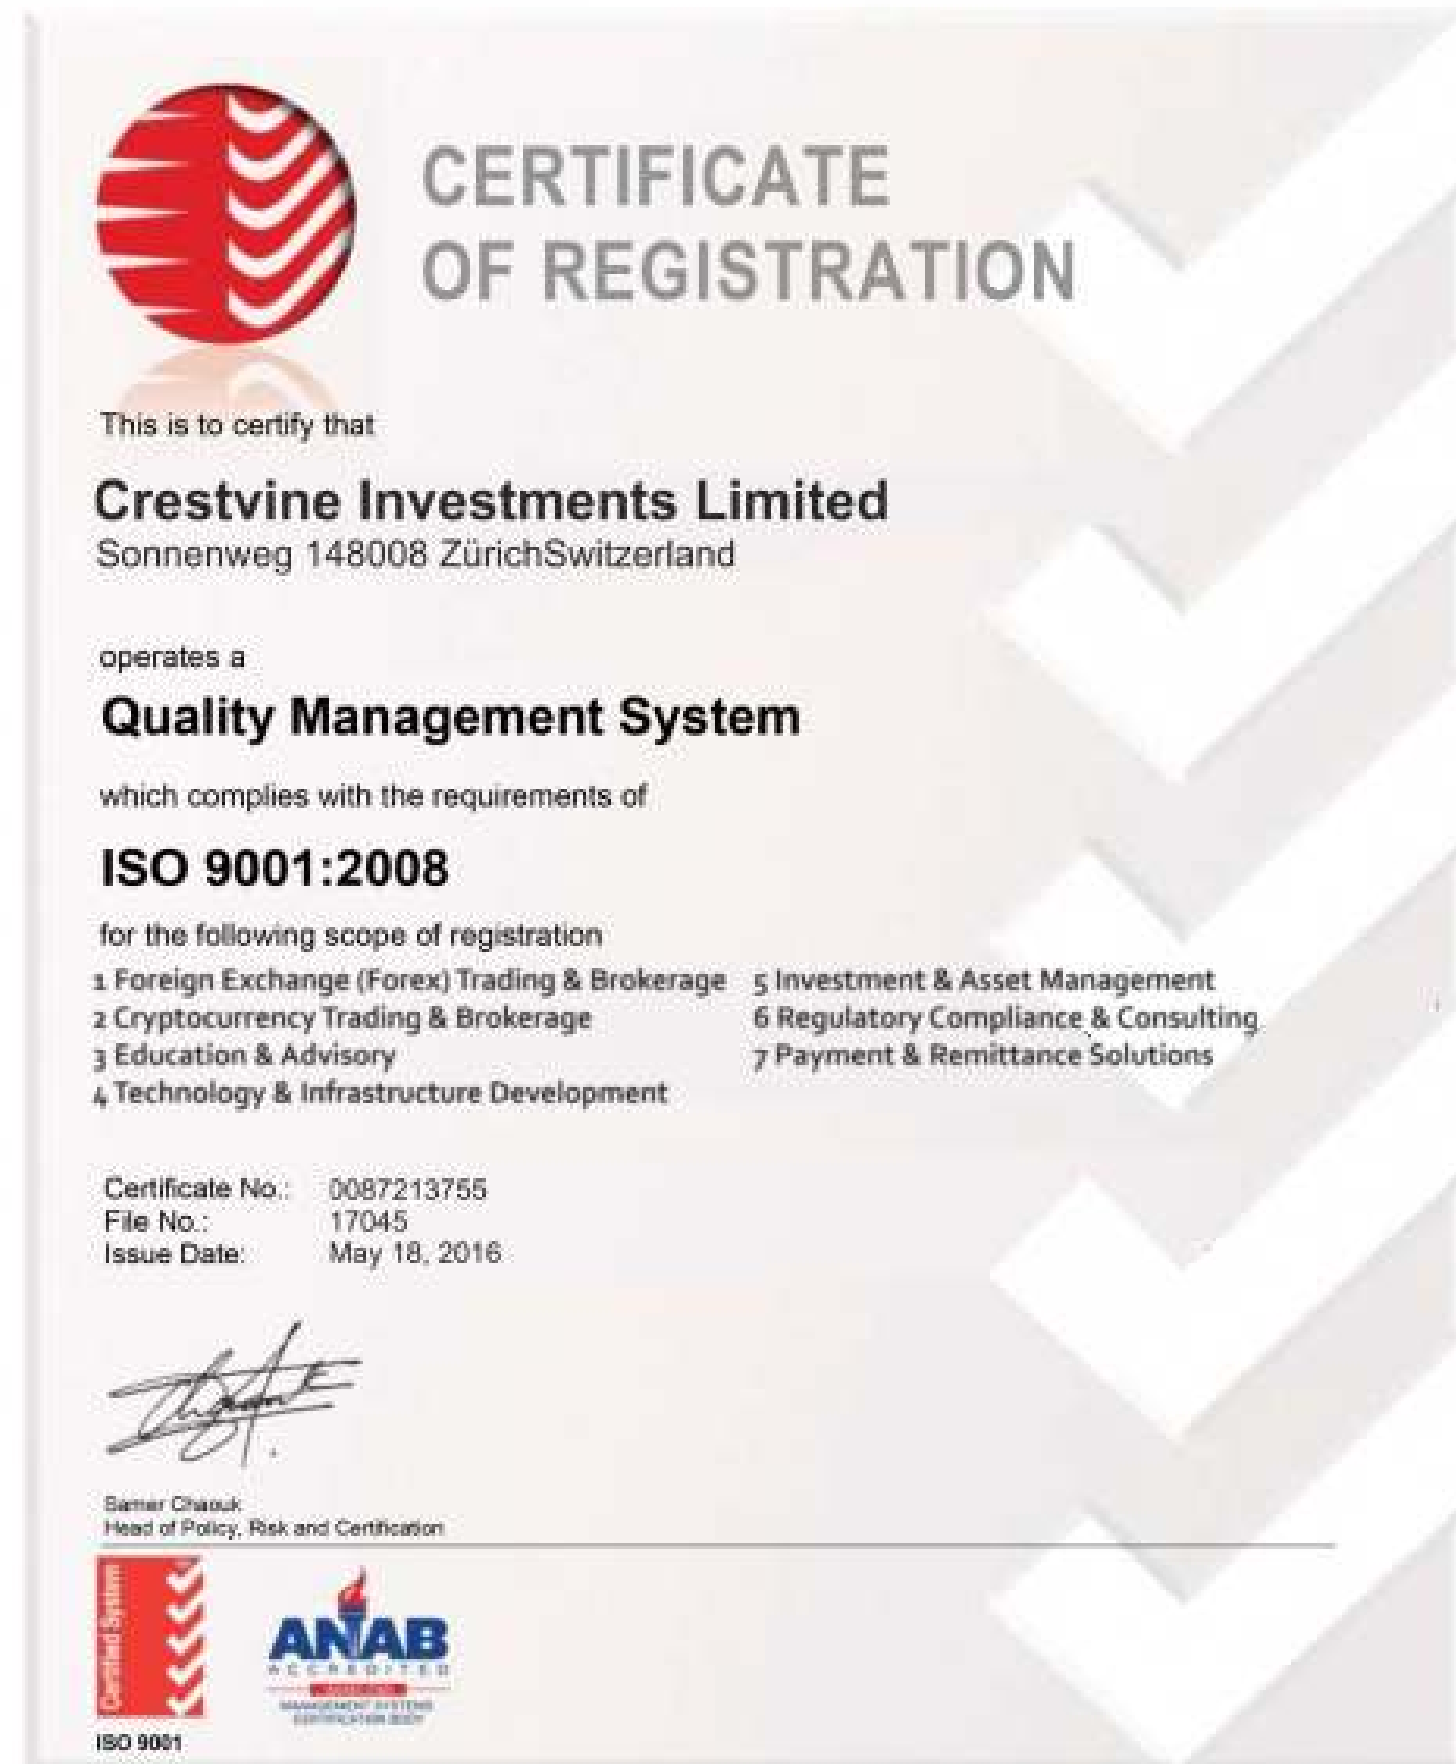 CERTIFICATE
OF REGISTRATION
This is to certify that
Crestvine Investments Limited
Sonnenweg 148008 ZürichSwitzerland
operates a
Quality Management System
which complies with the requirements of
ISO 9001:2008
for the following scope of registration
1 Foreign Exchange (Forex) Trading & Brokerage
2 Cryptocurrency Trading & Brokerage
3 Education & Advisory
4 Technology & Infrastructure Development
5 Investment & Asset Management
6 Regulatory Compliance & Consulting
7 Payment & Remittance Solutions
Certificate No.: 0087213755
File No.: 17045
Issue Date: May 18, 2016
Samer Chaouk
Head of Policy, Risk and Certification
Certified System
ISO 9001
ANAB
ACCREDITED
MANAGEMENT SYSTEMS
CERTIFICATION BODY